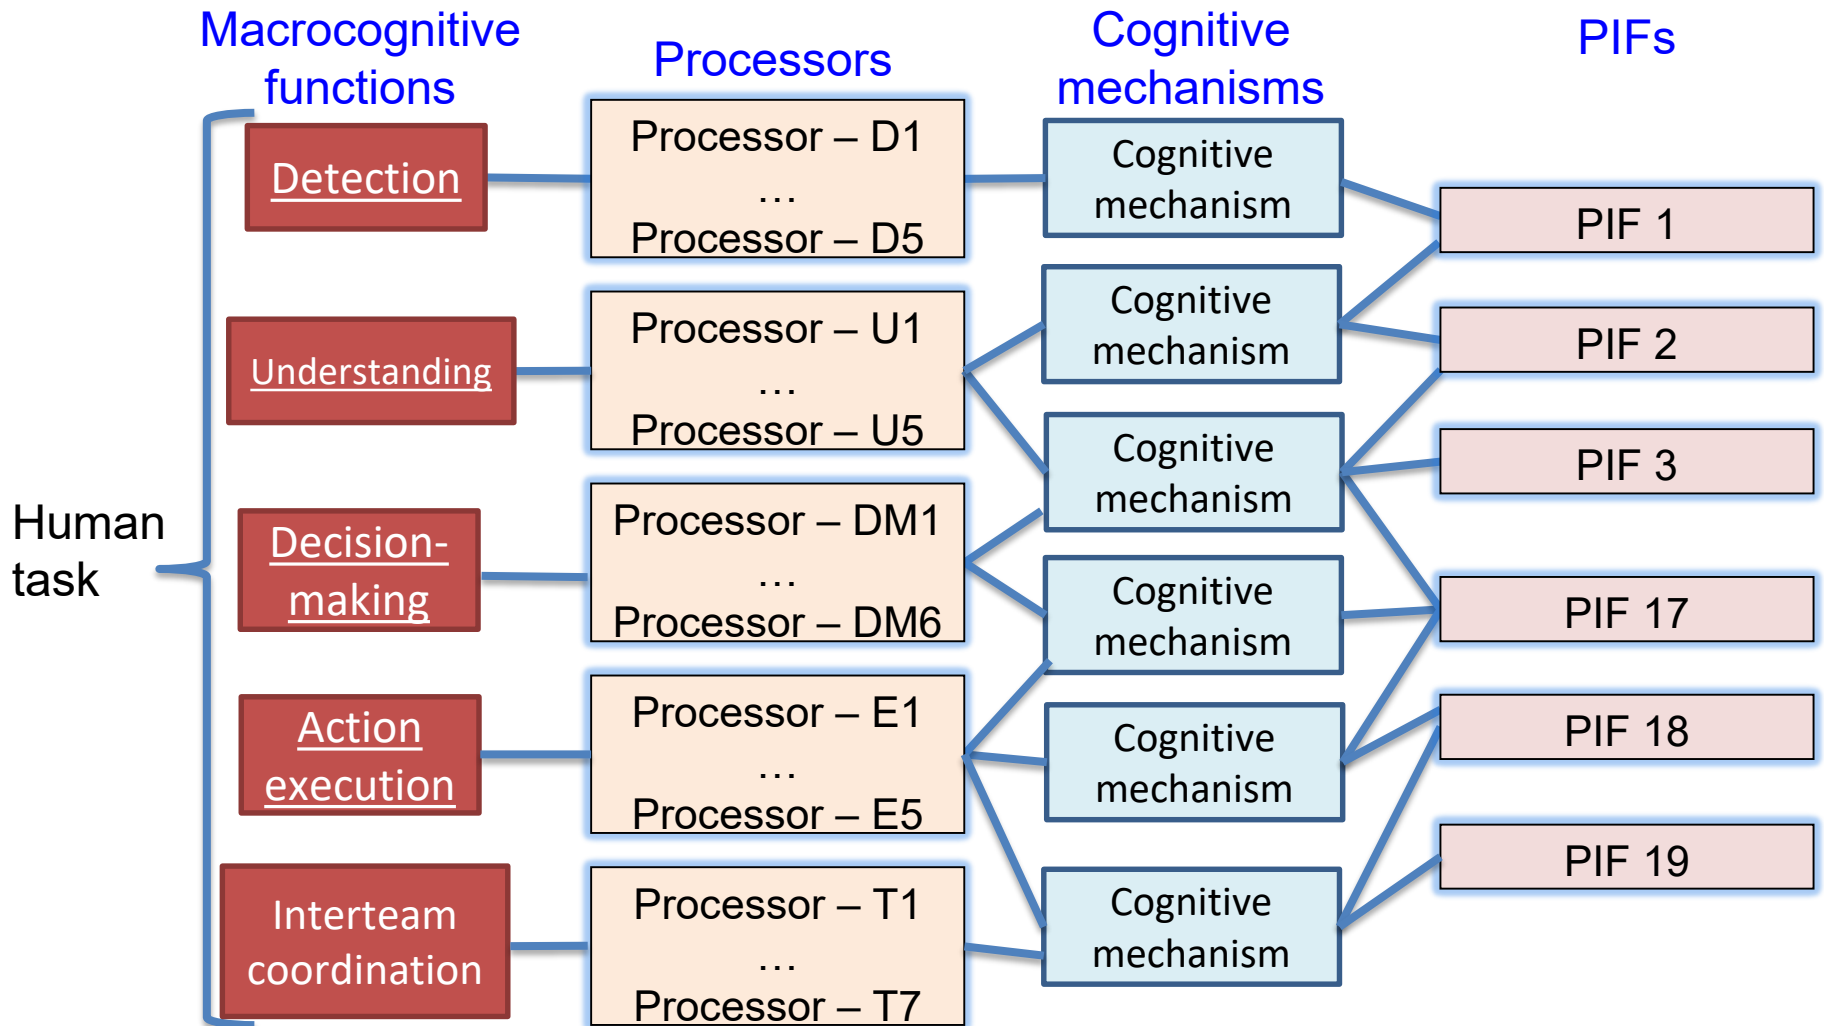 Macrocognitive
functions
Processors
Cognitive
mechanisms
PIFs
Human
task
Detection
Understanding
Decision-
making
Action
execution
Interteam
coordination
Processor – D1
…
Processor – D5
Processor – U1
…
Processor – U5
Processor – DM1
…
Processor – DM6
Processor – E1
…
Processor – E5
Processor – T1
…
Processor – T7
Cognitive
mechanism
Cognitive
mechanism
Cognitive
mechanism
Cognitive
mechanism
Cognitive
mechanism
Cognitive
mechanism
PIF 1
PIF 2
PIF 3
PIF 17
PIF 18
PIF 19